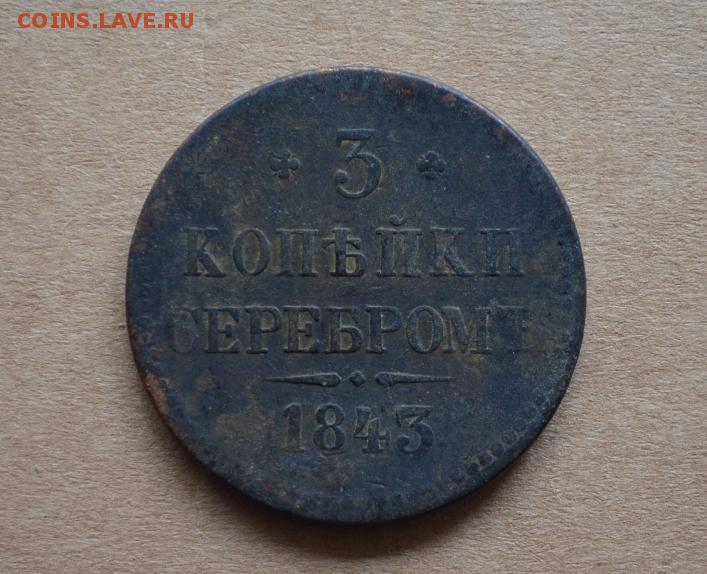 COINS.LAVE.RU
3
КОПѢЙКИ
СЕРЕБРОМЪ
1843